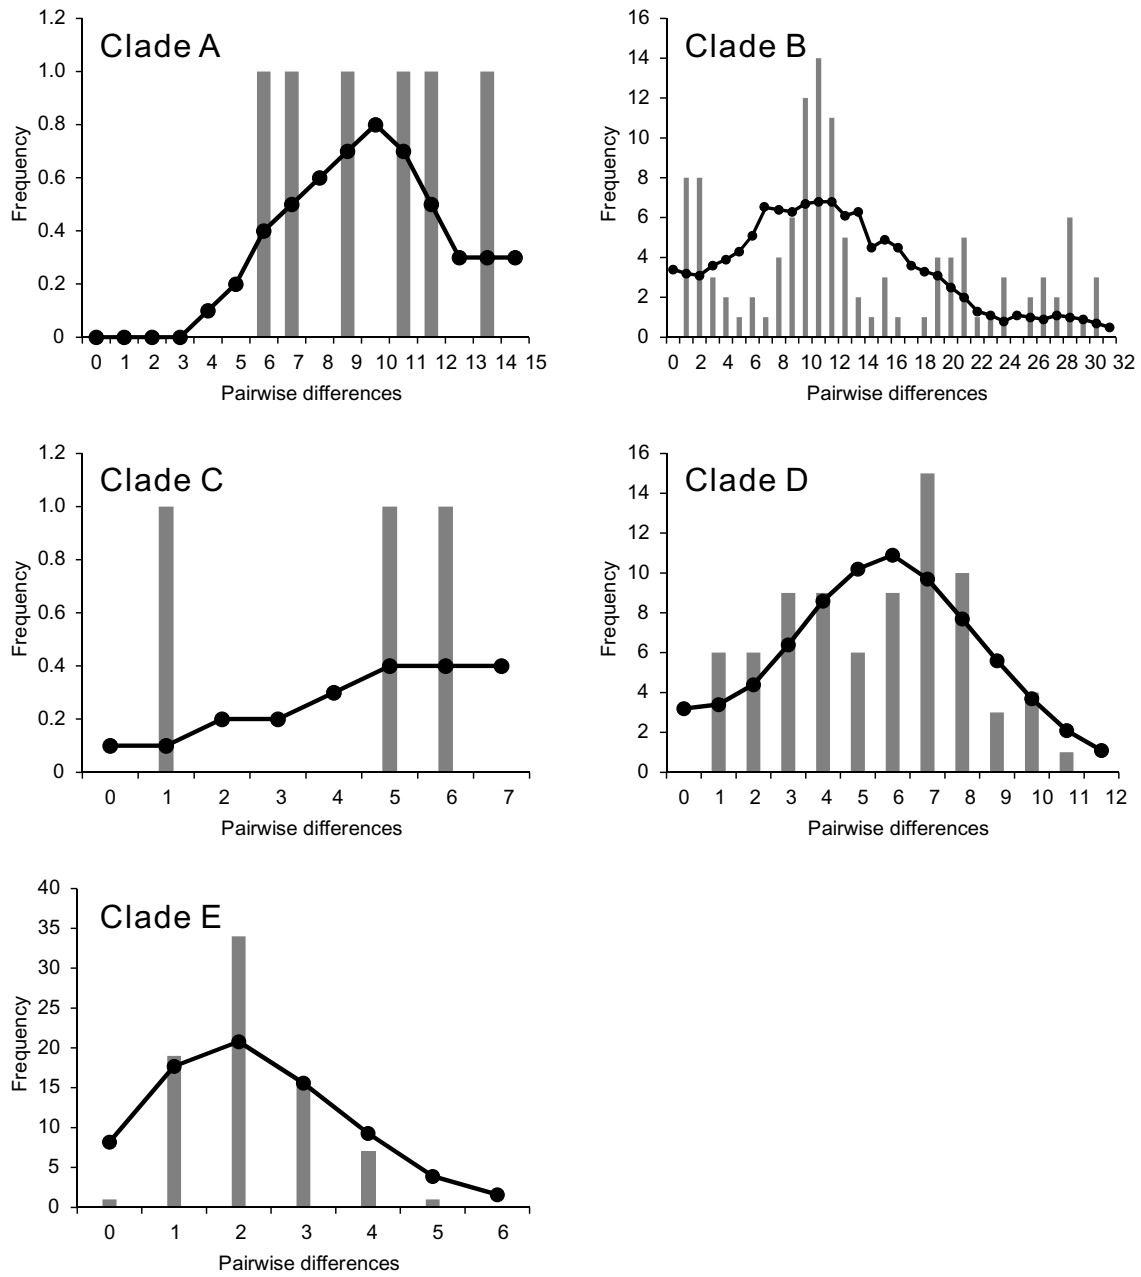 Clade A
Frequency
1.2
1.0
0.8
0.6
0.4
0.2
0
0 1 2 3 4 5 6 7 8 9 10 11 12 13 14 15
Pairwise differences
Clade B
Frequency
16
14
12
10
8
6
4
2
0
0 2 4 6 8 10 12 14 16 18 20 22 24 26 28 30 32
Pairwise differences
Clade C
Frequency
1.2
1.0
0.8
0.6
0.4
0.2
0
0 1 2 3 4 5 6 7
Pairwise differences
Clade D
Frequency
16
14
12
10
8
6
4
2
0
0 1 2 3 4 5 6 7 8 9 10 11 12
Pairwise differences
Clade E
Frequency
40
35
30
25
20
15
10
5
0
0 1 2 3 4 5 6
Pairwise differences